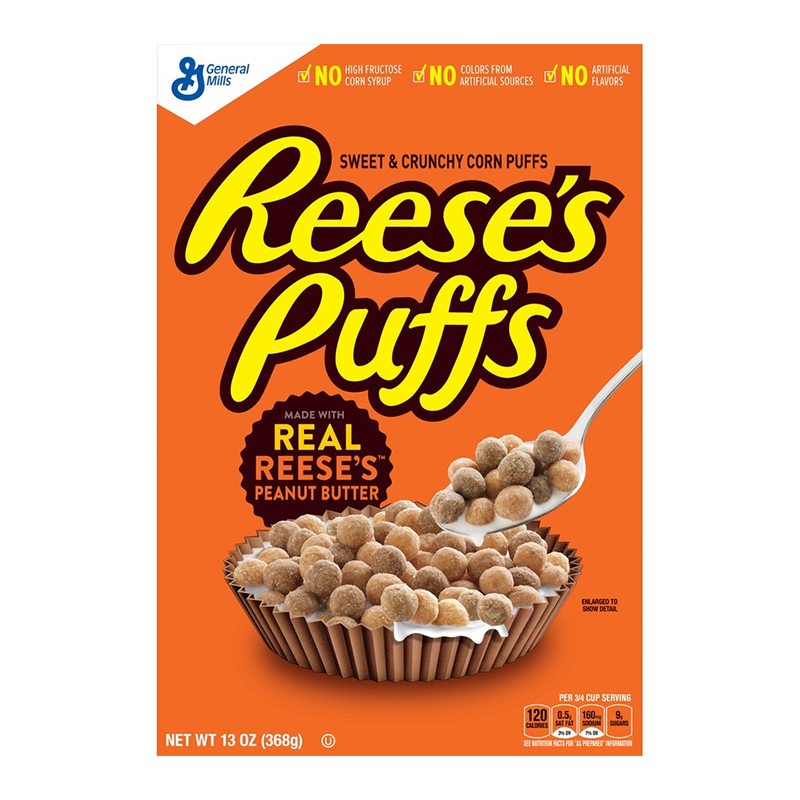 General
Mills
NO HIGH FRUCTOSE
CORN SYRUP
NO COLORS FROM
ARTIFICIAL SOURCES
NO ARTIFICIAL
FLAVORS
SWEET & CRUNCHY CORN PUFFS
Reese's
Puffs
MADE WITH
REAL
REESE'S™
PEANUT BUTTER
ENLARGED TO
SHOW DETAIL
PER 3/4 CUP SERVING
120
CALORIES
0.5g
SAT FAT
3% DV
160mg
SODIUM
7% DV
9g
SUGARS
SEE NUTRITION FACTS FOR "AS PREPARED" INFORMATION
NET WT 13 OZ (368g) U